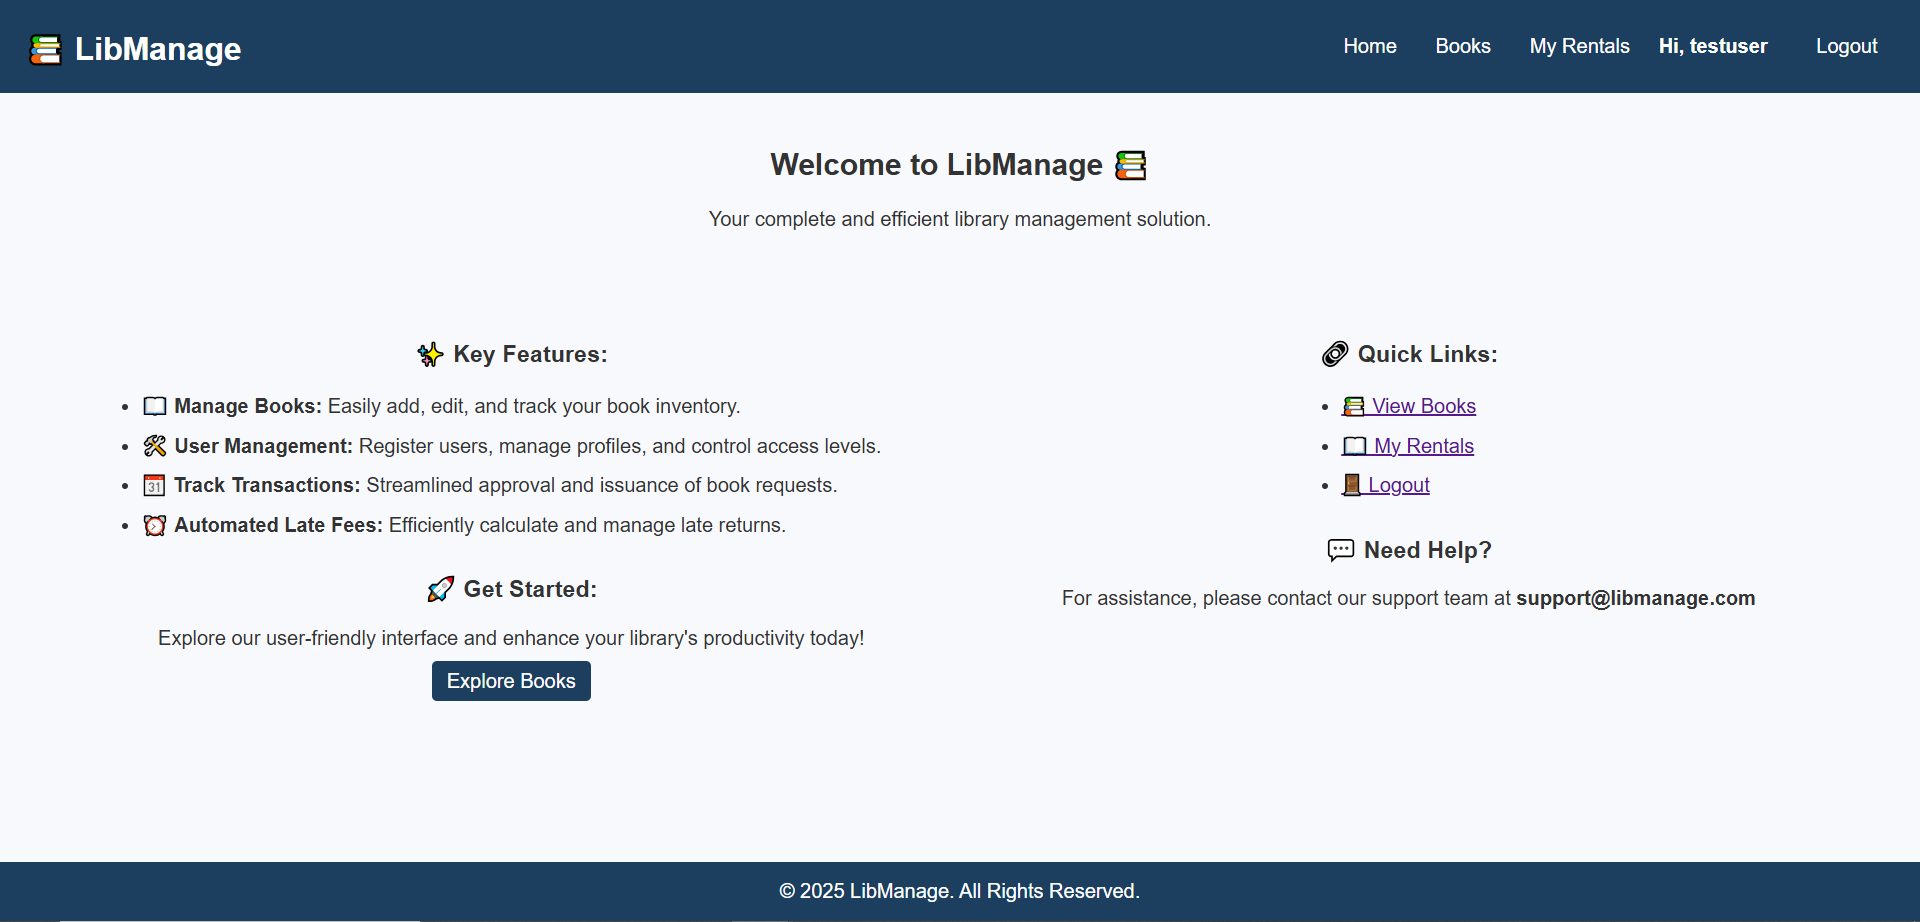 LibManage
Home Books My Rentals Hi, testuser Logout
Welcome to LibManage
Your complete and efficient library management solution.
Key Features:
Manage Books: Easily add, edit, and track your book inventory.
User Management: Register users, manage profiles, and control access levels.
31
Track Transactions: Streamlined approval and issuance of book requests.
Automated Late Fees: Efficiently calculate and manage late returns.
Get Started:
Explore our user-friendly interface and enhance your library's productivity today!
Explore Books
Quick Links:
View Books
My Rentals
Logout
Need Help?
For assistance, please contact our support team at support@libmanage.com
© 2025 LibManage. All Rights Reserved.